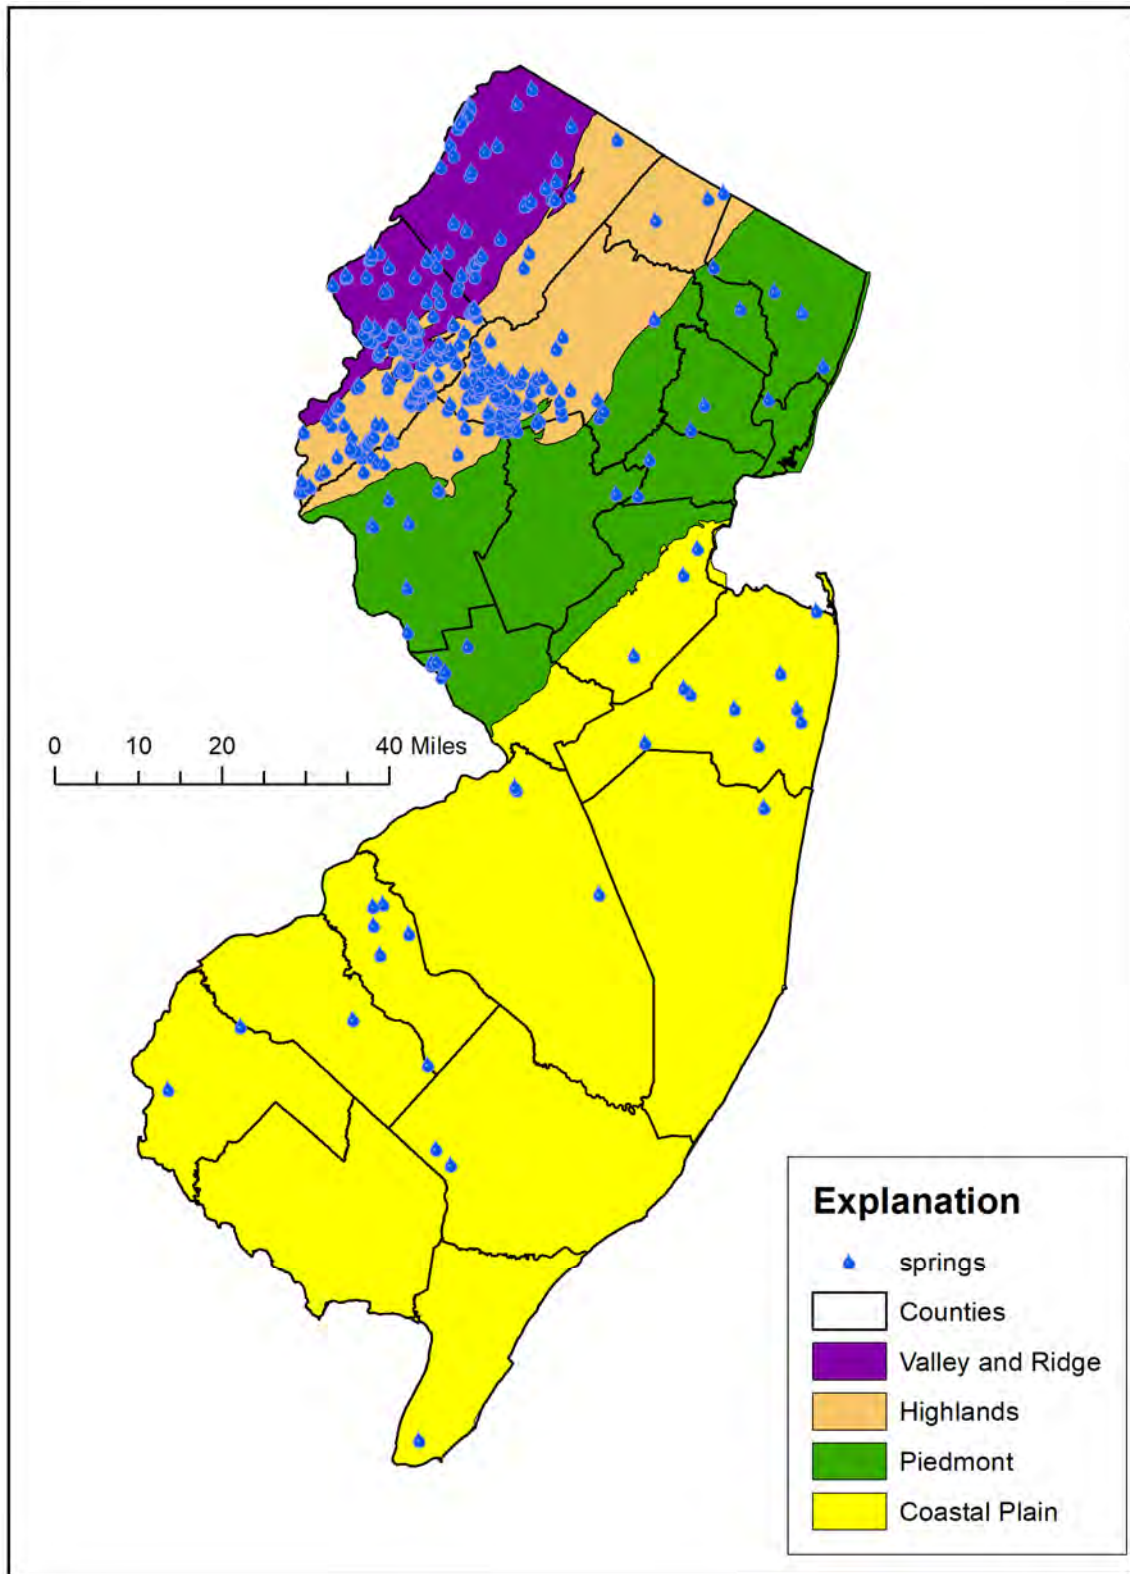 0 10 20 40 Miles
Explanation
springs
Counties
Valley and Ridge
Highlands
Piedmont
Coastal Plain